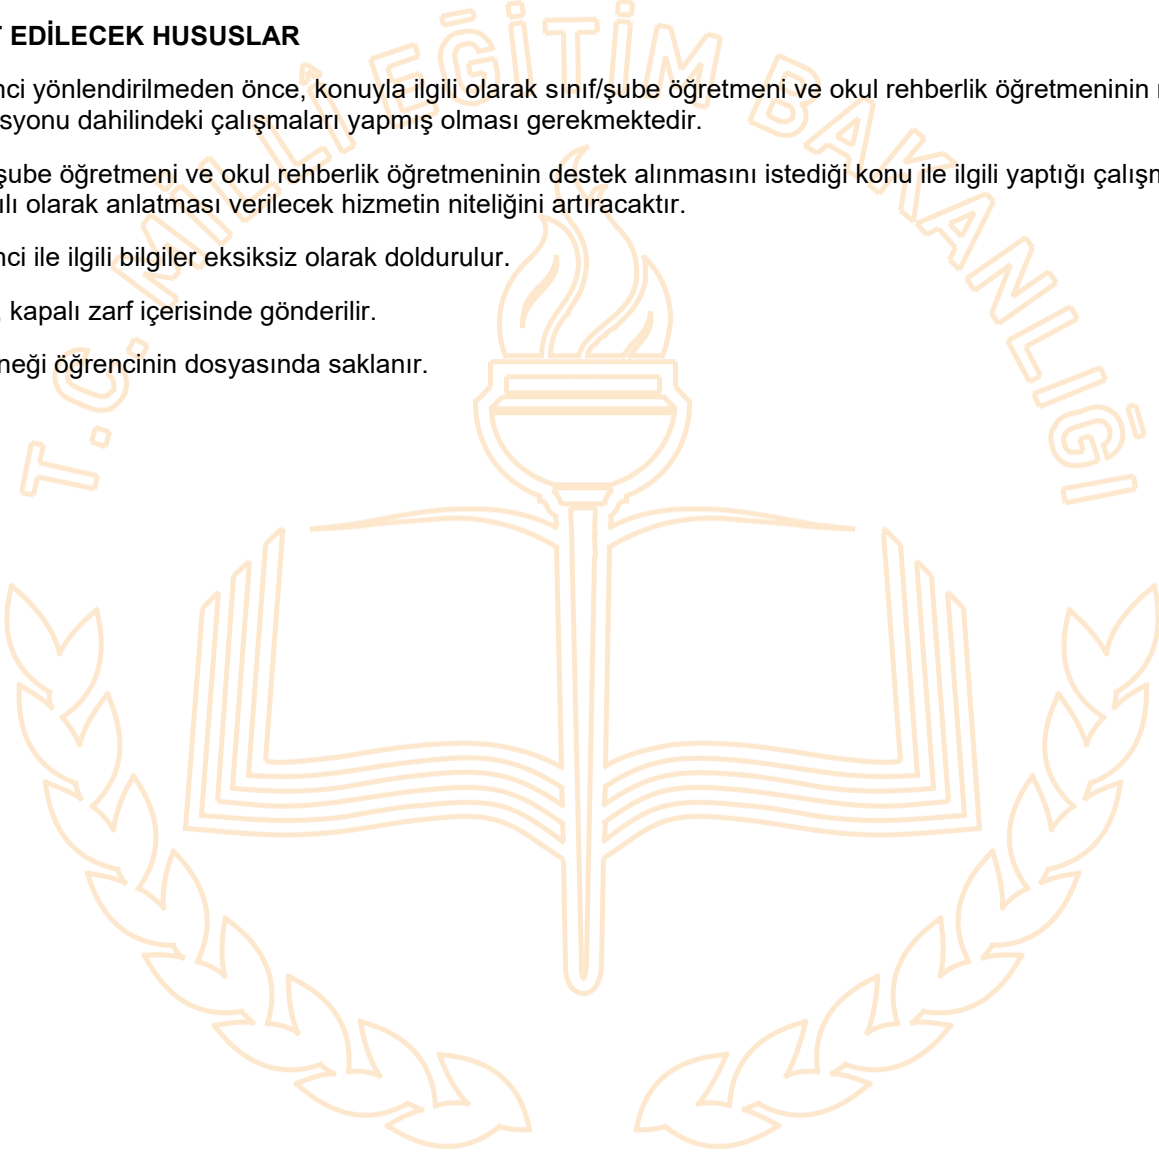 T EDİLECEK HUSUSLAR
nci yönlendirilmeden önce, konuyla ilgili olarak sınıf/şube öğretmeni ve okul rehberlik öğretmeninin
syonu dahilindeki çalışmaları yapmış olması gerekmektedir.
şube öğretmeni ve okul rehberlik öğretmeninin destek alınmasını istediği konu ile ilgili yaptığı çalışm
ılı olarak anlatması verilecek hizmetin niteliğini artıracaktır.
nci ile ilgili bilgiler eksiksiz olarak doldurulur.
, kapalı zarf içerisinde gönderilir.
neği öğrencinin dosyasında saklanır.
T.C. MİLLÎ EĞİTİM BAKANLIĞI